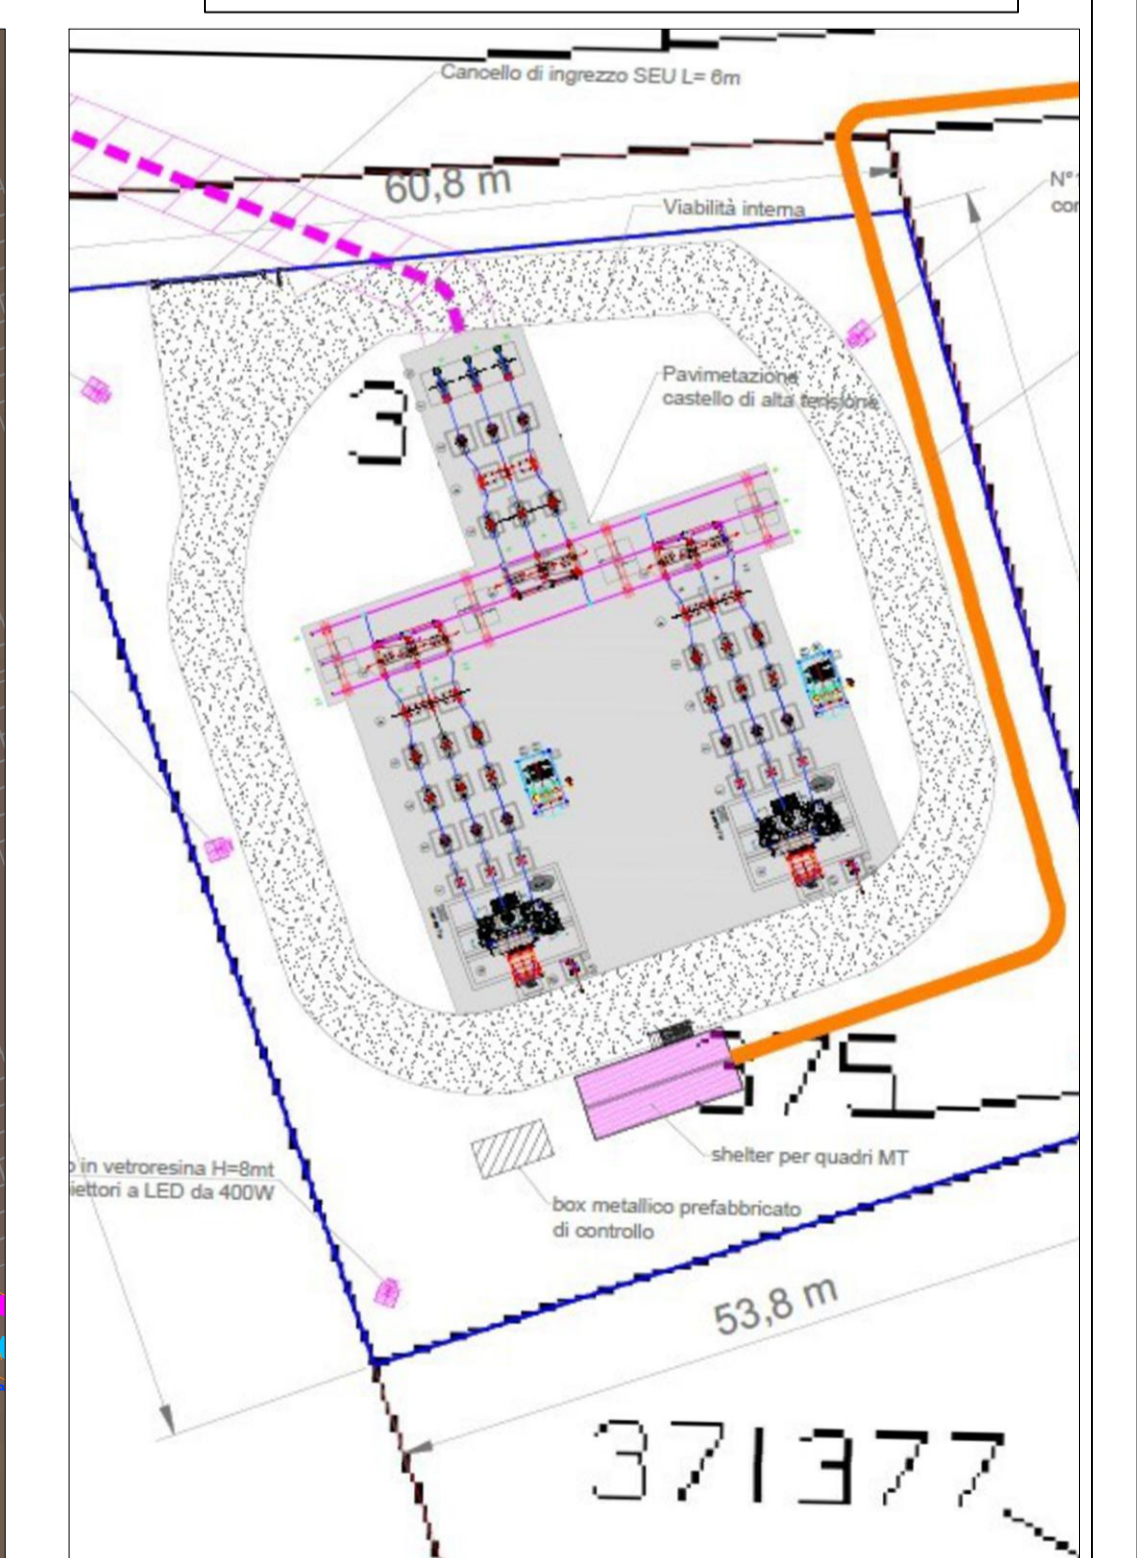 Cancello di ingrezzo SEU L= 6m
60,8 m
N°
cor
Viabilità interna
Pavimetazione
castello di alta tensione
3
375
shelter per quadri MT
o in vetroresina H=8mt
iettori a LED da 400W
box metallico prefabbricato
di controllo
53,8 m
371377